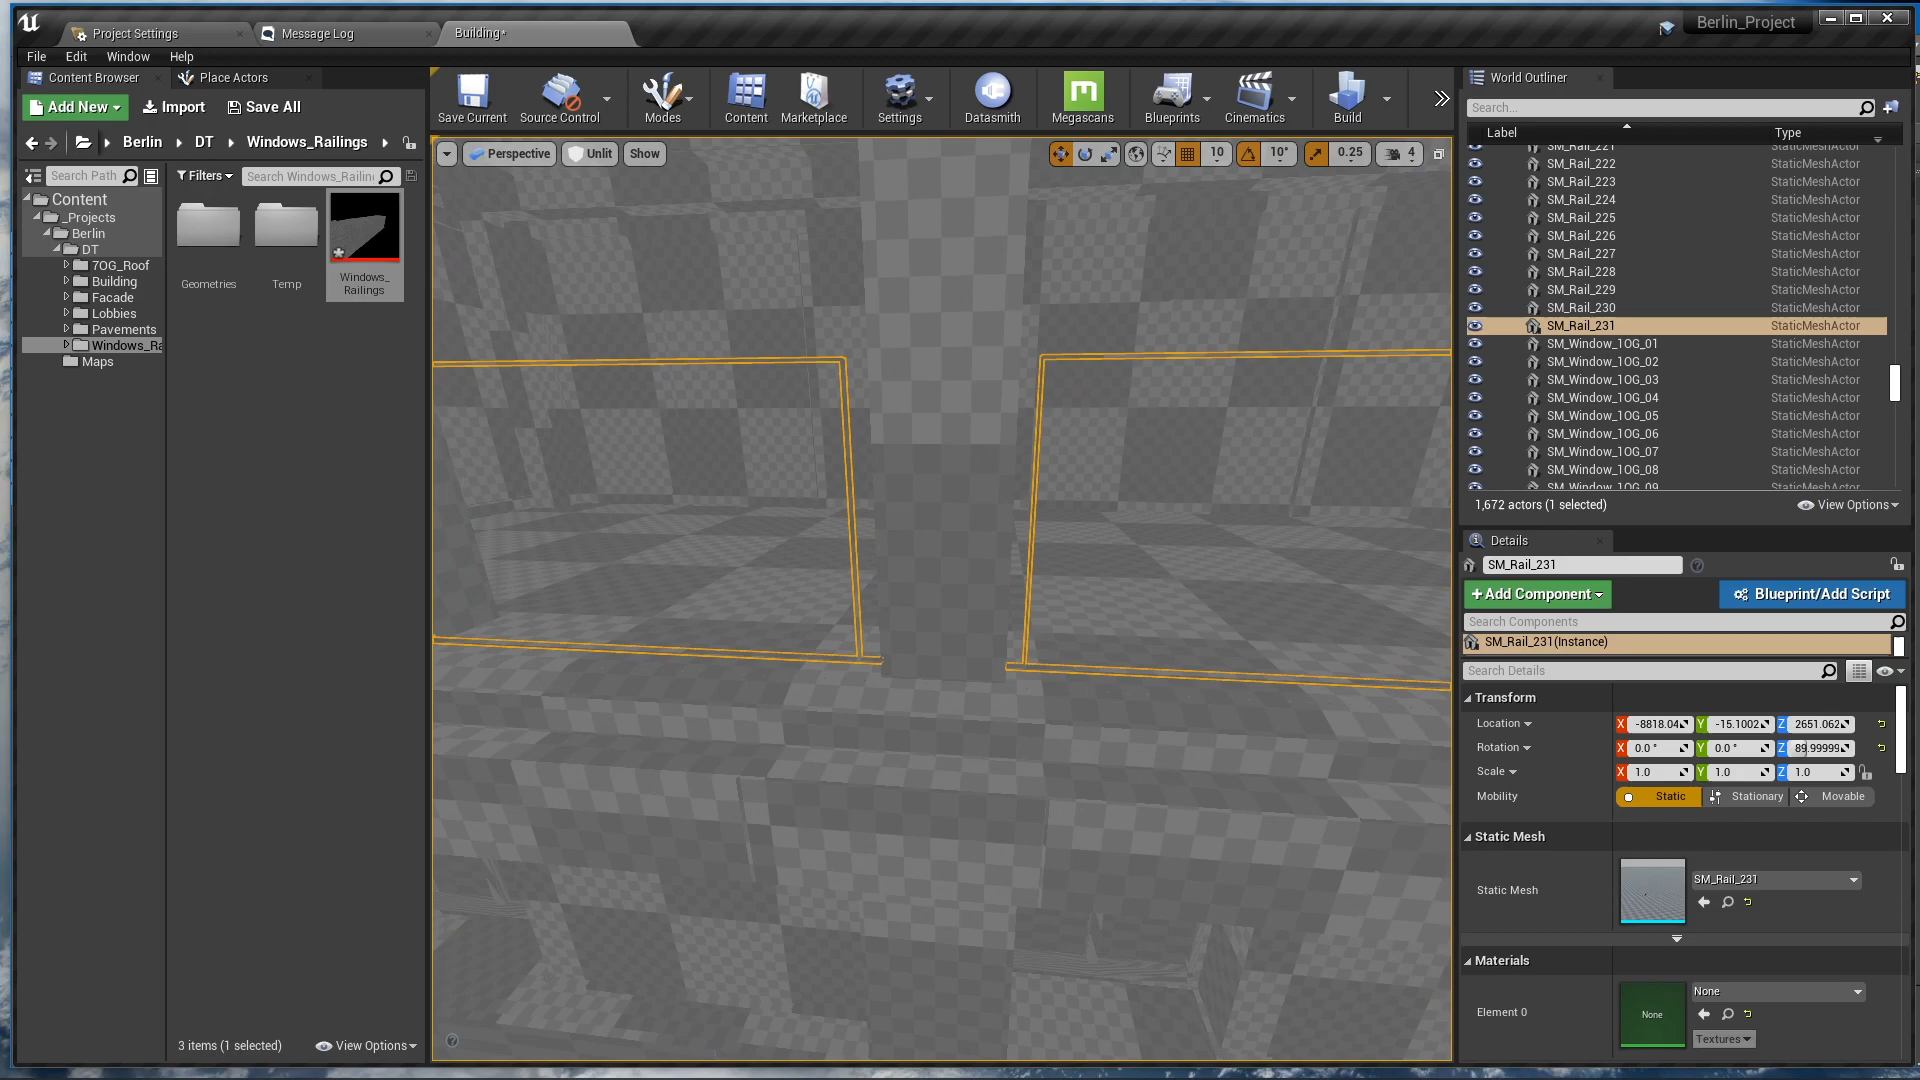 Project Settings
Message Log
Building*
Berlin_Project
File Edit Window Help
Content Browser
Place Actors
Add New
Import
Save All
Berlin DT Windows_Railings
Search Path
Filters
Search Windows_Railin
Content
_Projects
Berlin
DT
7OG_Roof
Building
Facade
Lobbies
Pavements
Windows_Ra
Maps
Geometries
Temp
Windows_
Railings
3 items (1 selected)
View Options
Save Current
Source Control
Modes
Content
Marketplace
Settings
Datasmith
Megascans
Blueprints
Cinematics
Build
Perspective
Unlit
Show
10
10°
0.25
4
World Outliner
Search...
Label
Type
SM_Rail_221 StaticMeshActor
SM_Rail_222 StaticMeshActor
SM_Rail_223 StaticMeshActor
SM_Rail_224 StaticMeshActor
SM_Rail_225 StaticMeshActor
SM_Rail_226 StaticMeshActor
SM_Rail_227 StaticMeshActor
SM_Rail_228 StaticMeshActor
SM_Rail_229 StaticMeshActor
SM_Rail_230 StaticMeshActor
SM_Rail_231 StaticMeshActor
SM_Window_1OG_01 StaticMeshActor
SM_Window_1OG_02 StaticMeshActor
SM_Window_1OG_03 StaticMeshActor
SM_Window_1OG_04 StaticMeshActor
SM_Window_1OG_05 StaticMeshActor
SM_Window_1OG_06 StaticMeshActor
SM_Window_1OG_07 StaticMeshActor
SM_Window_1OG_08 StaticMeshActor
SM_Window_1OG_09 StaticMeshActor
1,672 actors (1 selected)
View Options
Details
SM_Rail_231
+Add Component
Blueprint/Add Script
Search Components
SM_Rail_231(Instance)
Search Details
Transform
Location X -8818.04 Y -15.1002 Z 2651.062
Rotation X 0.0 ° Y 0.0 ° Z 89.99999
Scale X 1.0 Y 1.0 Z 1.0
Mobility Static Stationary Movable
Static Mesh
Static Mesh
SM_Rail_231
Materials
Element 0
None
None
Textures